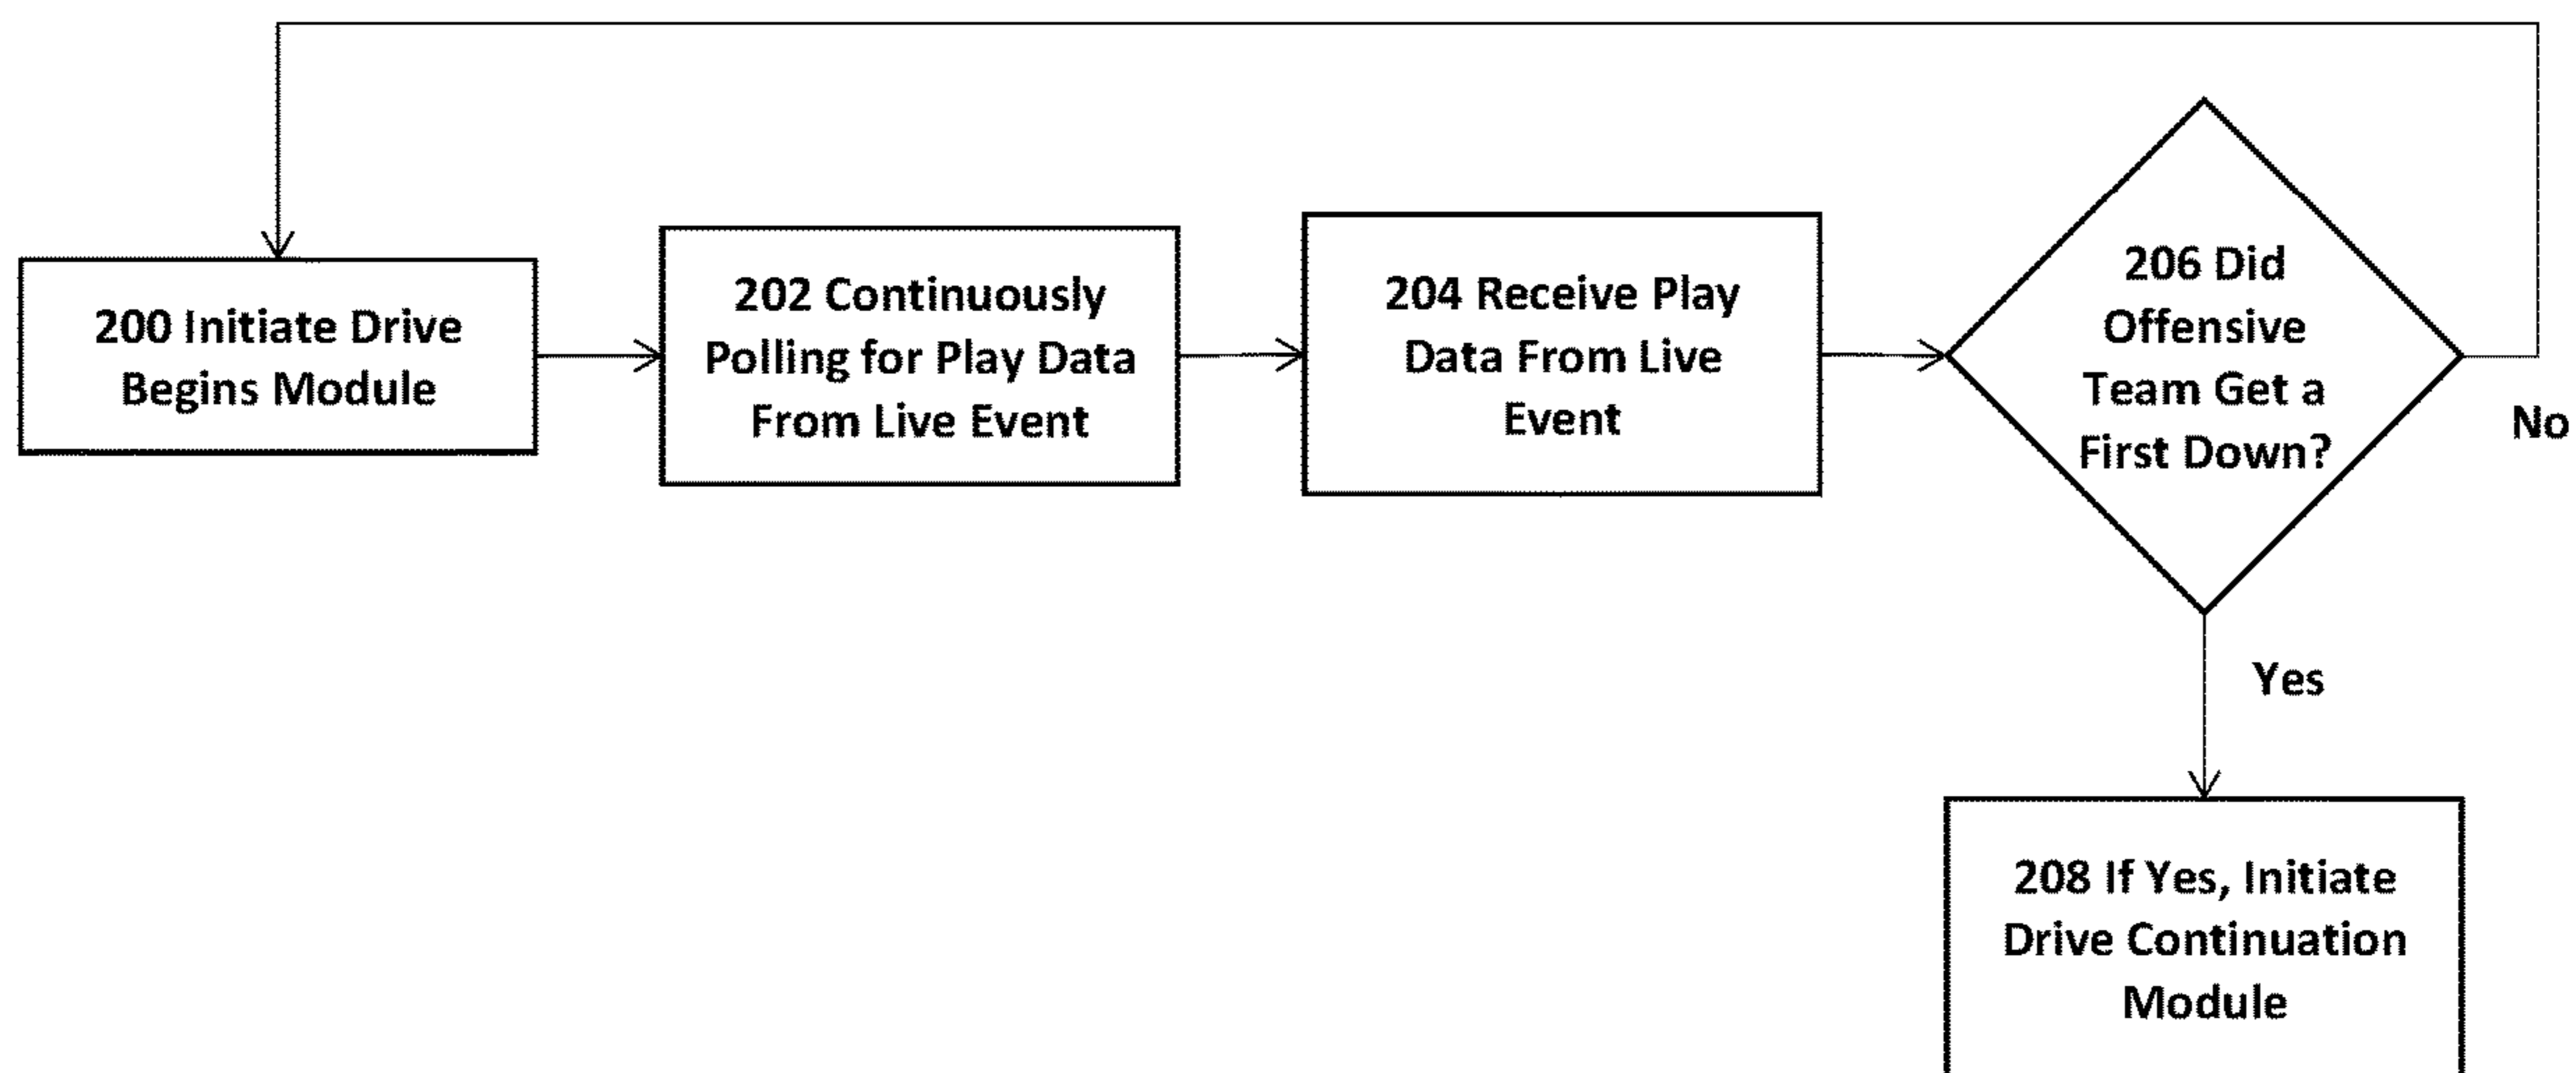 200 Initiate Drive
Begins Module
202 Continuously
Polling for Play Data
From Live Event
204 Receive Play
Data From Live
Event
206 Did
Offensive
Team Get a
First Down?
No
Yes
208 If Yes, Initiate
Drive Continuation
Module